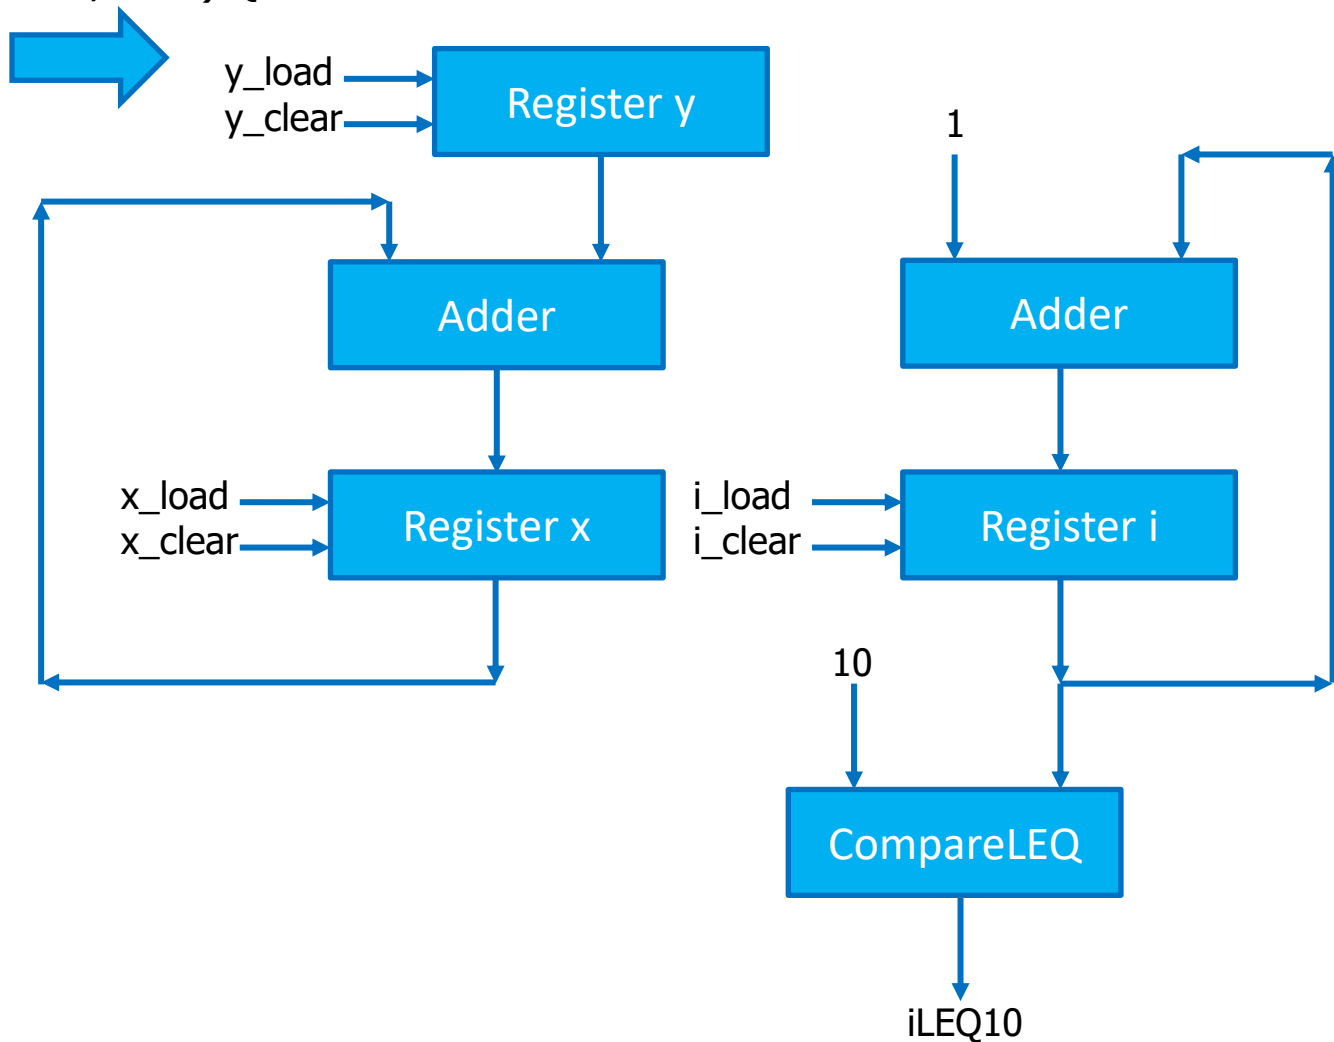 y_load
y_clear
Register y
1
Adder
Adder
x_load
x_clear
Register x
i_load
i_clear
Register i
10
CompareLEQ
iLEQ10